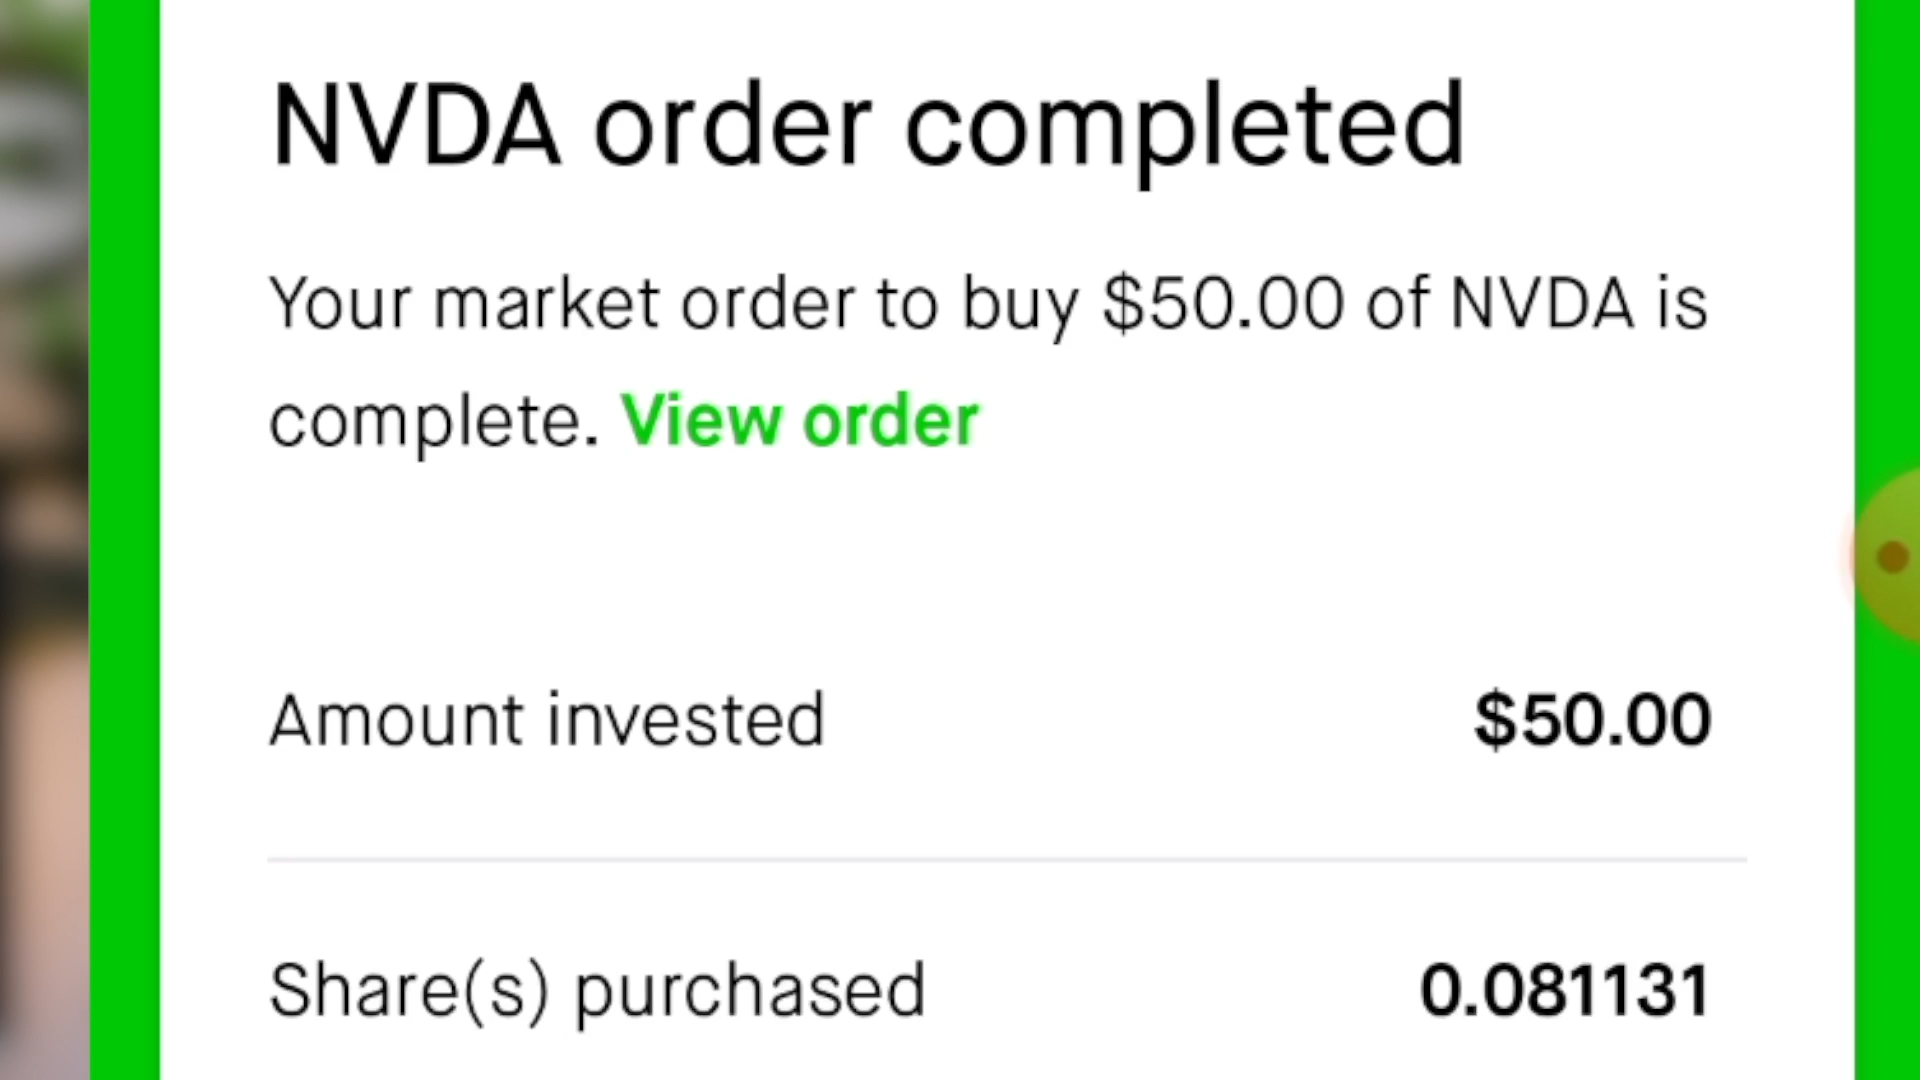 NVDA order completed
Your market order to buy $50.00 of NVDA is
complete. View order
Amount invested
$50.00
Share(s) purchased
0.081131